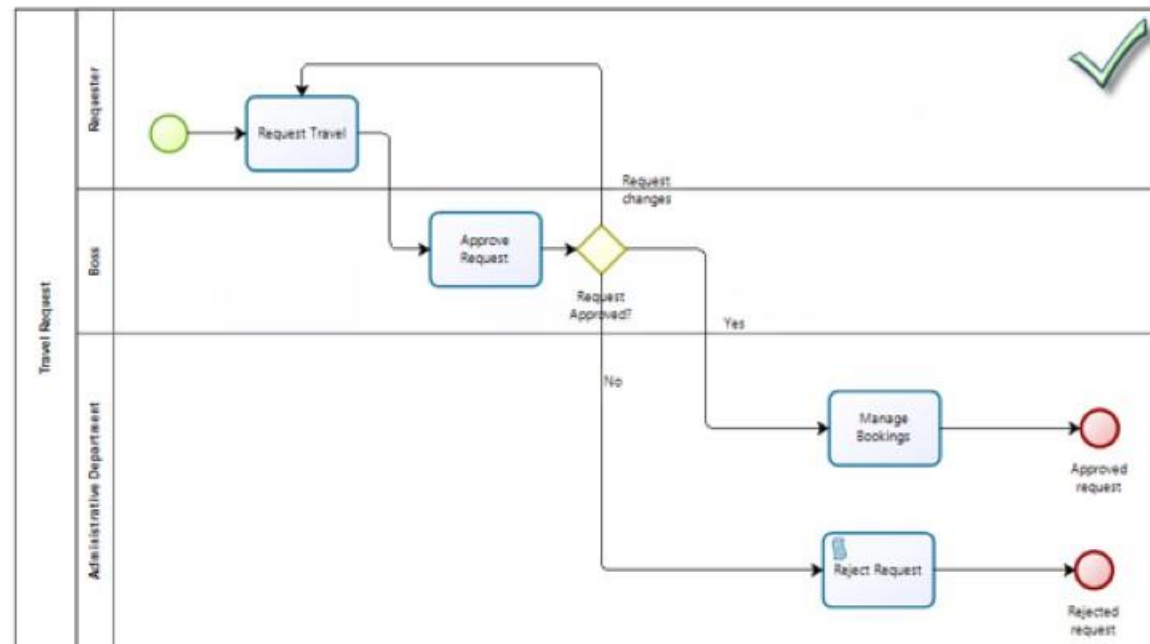 Travel Request
Requester
Request Travel
Request
changes
Boss
Approve
Request
Request
Approved?
Yes
Administrative Department
No
Manage
Bookings
Approved
request
Reject Request
Rejected
request